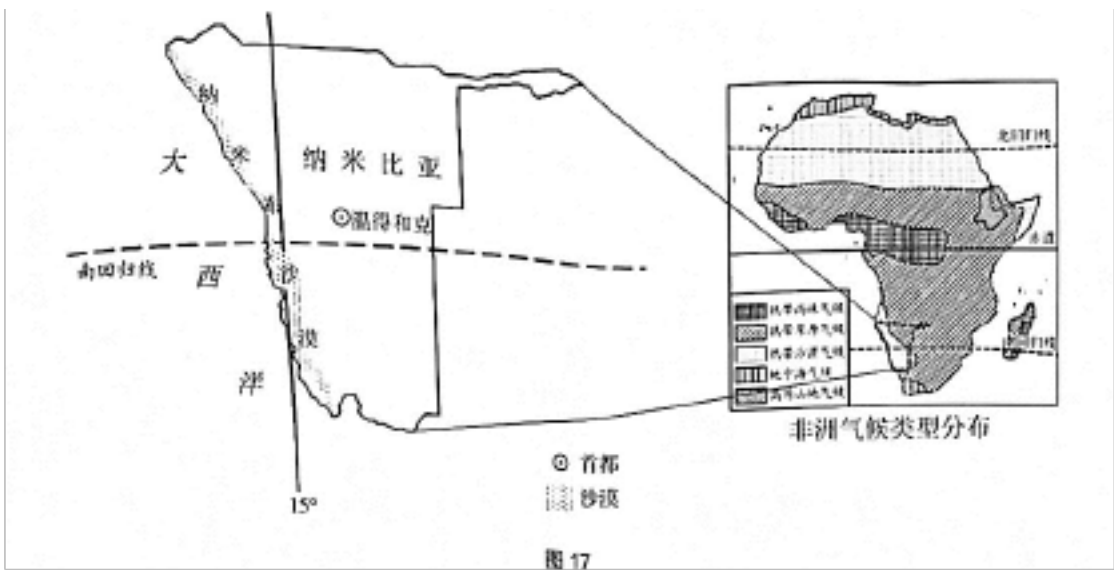 纳
米
布
沙
漠
大
西
洋
纳米比亚
温得和克
南回归线
15°
首都
沙漠
北回归线
赤道
归线
热带雨林气候
热带草原气候
热带沙漠气候
地中海气候
高原山地气候
非洲气候类型分布
图 17